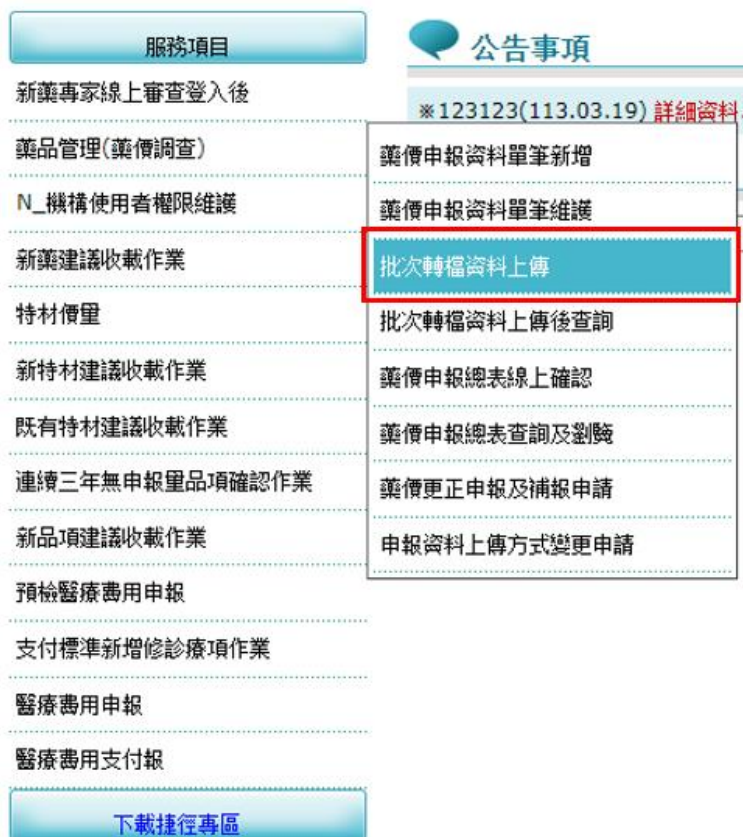 服務項目
新藥專家線上審查登入後
藥品管理(藥價調查)
N_機構使用者權限維護
新藥建議收載作業
特材價量
新特材建議收載作業
既有特材建議收載作業
連續三年無申報量品項確認作業
新品項建議收載作業
預檢醫療費用申報
支付標準新增修診療項作業
醫療費用申報
醫療費用支付報
下載捷徑專區
公告事項
※123123(113.03.19) 詳細資料
藥價申報資料單筆新增
藥價申報資料單筆維護
批次轉檔資料上傳
批次轉檔資料上傳後查詢
藥價申報總表線上確認
藥價申報總表查詢及瀏覽
藥價更正申報及補報申請
申報資料上傳方式變更申請